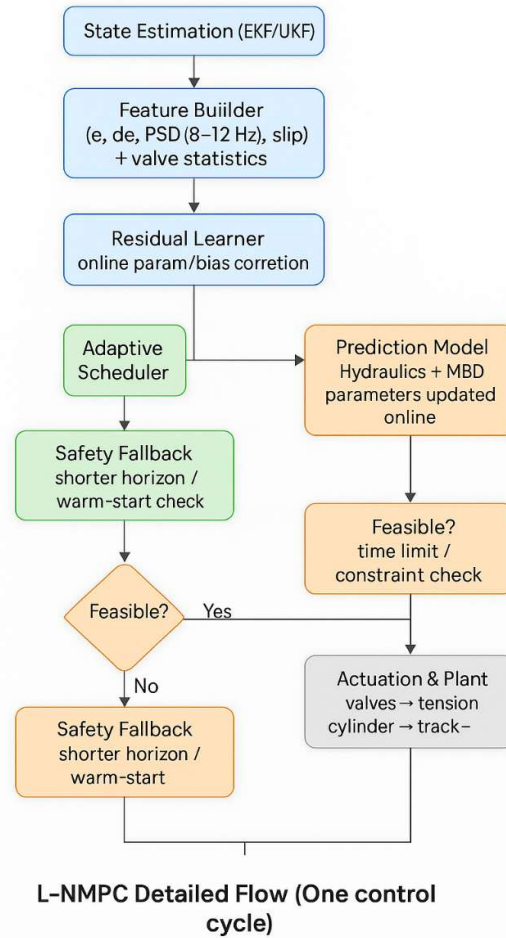 State Estimation (EKF/UKF)
Feature Buiilder
(e, de, PSD (8–12 Hz), slip)
+ valve statistics
Residual Learner
online param/bias corretion
Adaptive
Scheduler
Prediction Model
Hydraulics + MBD
parameters updated
online
Safety Fallback
shorter horizon /
warm-start check
Feasible?
time limit /
constraint check
Feasible?
Yes
No
Actuation & Plant
valves → tension
cylinder → track–
Safety Fallback
shorter horizon /
warm-start
L–NMPC Detailed Flow (One control
cycle)